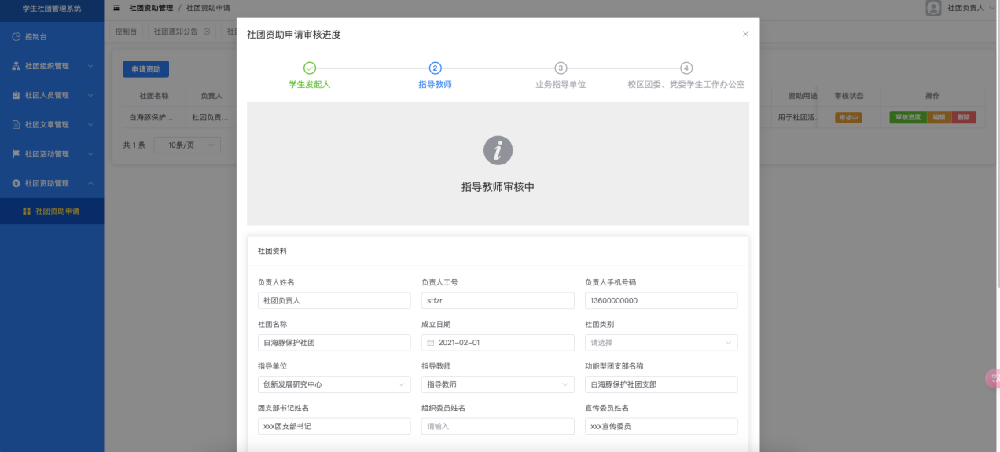 学生社团管理系统
社团资助管理 / 社团资助申请
社团负责人
控制台
社团组织管理
社团人员管理
社团文章管理
社团活动管理
社团资助管理
社团资助申请
控制台 社团通知公告
申请资助
社团名称 负责人 资助用途 审核状态 操作
白海豚保护... 社团负责... 用于社团活. 审核中 审核进度 编辑 删除
共 1 条 10条/页
社团资助申请审核进度
2 3 4
学生发起人 指导教师 业务指导单位 校区团委、党委学生工作办公室
指导教师审核中
社团资料
负责人姓名 负责人工号 负责人手机号码
社团负责人 stfzr 13600000000
社团名称 成立日期 社团类别
白海豚保护社团 2021-02-01 请选择
指导单位 指导教师 功能型团支部名称
创新发展研究中心 指导教师 白海豚保护社团支部
团支部书记姓名 组织委员姓名 宣传委员姓名
xxx团支部书记 请输入 xxx宣传委员